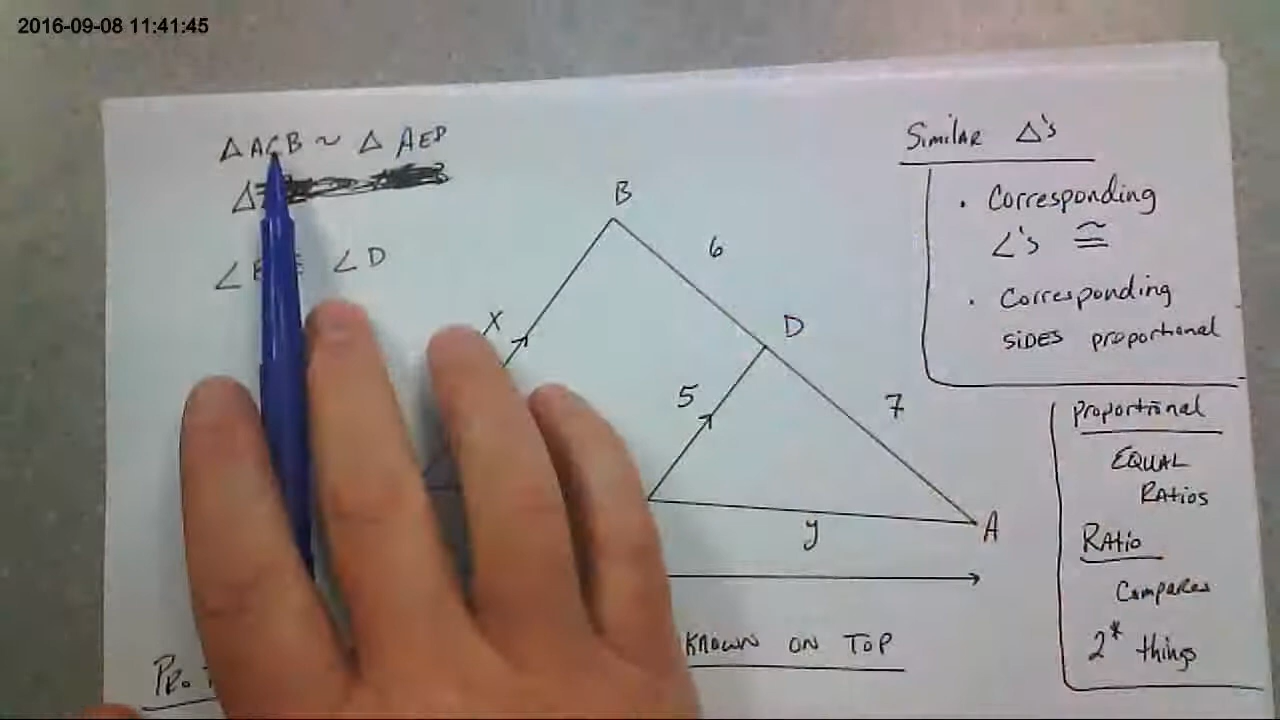 2016-09-08 11:41:45
△ACB ~ △AED
△
∠ ∠D
B
6
x
D
5
7
y
A
KNOWN ON TOP
PRO T
Similar △'s
• Corresponding
∠'s ≅
• Corresponding
SIDES proportional
Proportional
EQUAL
RATIOS
RATIO
Compares
2* things